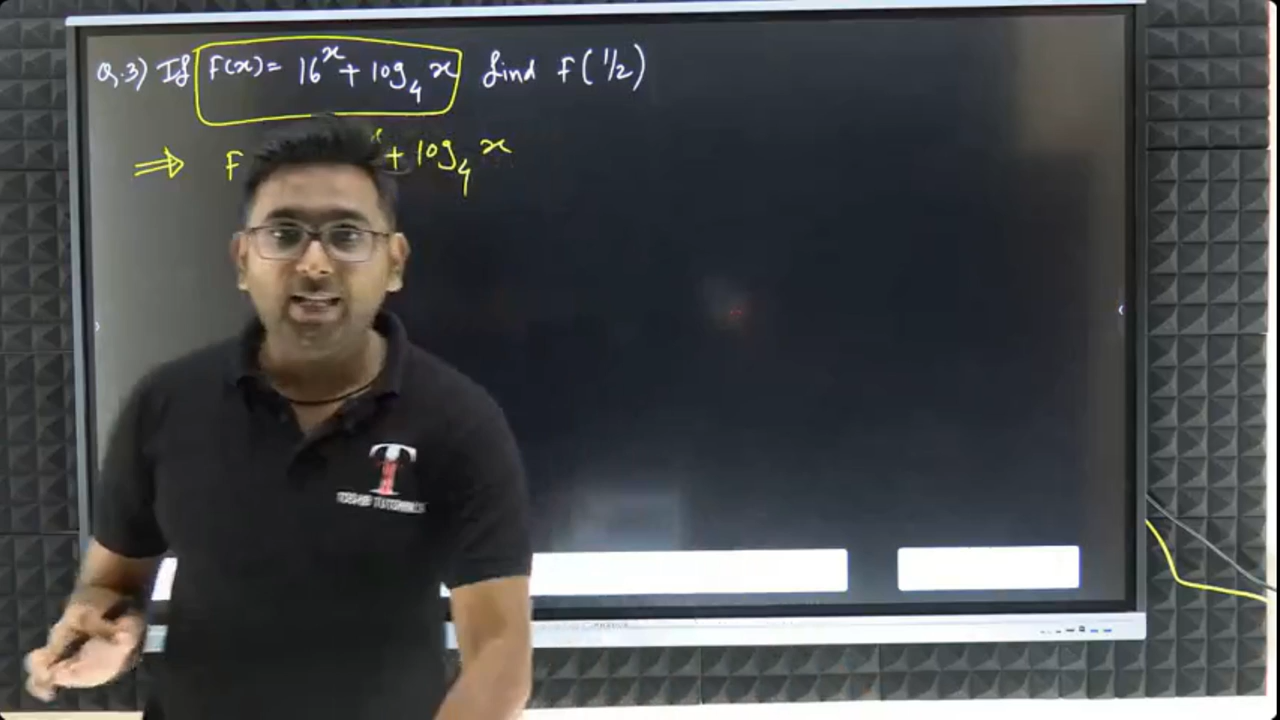 Q.3) If f(x) = 16^x + log_4 x find f(1/2)
⇒ f + log_4 x
T